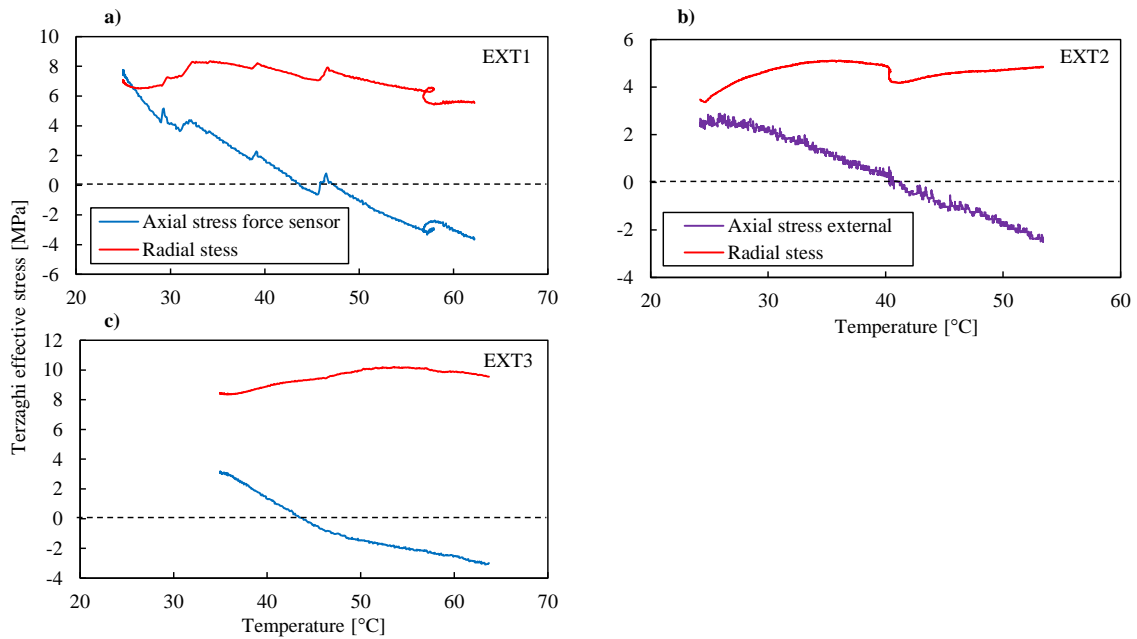 a)
EXT1
10
8
6
4
2
0
-2
-4
-6
20 30 40 50 60 70
Axial stress force sensor
Radial stess
b)
EXT2
6
4
2
0
-2
-4
20 30 40 50 60
Axial stress external
Radial stess
Temperature [°C]
c)
EXT3
12
10
8
6
4
2
0
-2
-4
20 30 40 50 60 70
Temperature [°C]
Terzaghi effective stress [MPa]